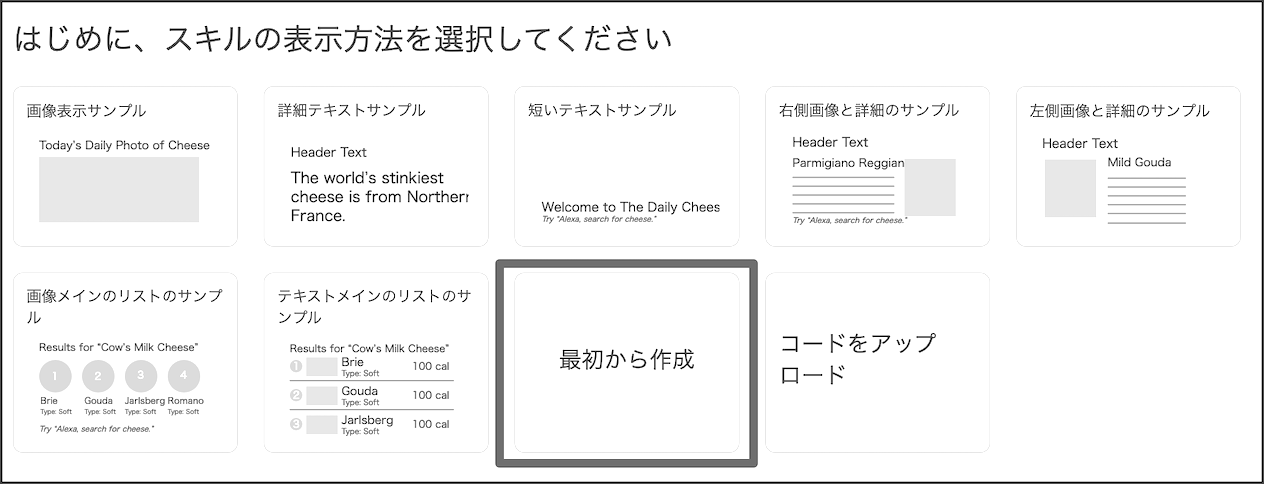 はじめに、スキルの表示方法を選択してください
画像表示サンプル
Today's Daily Photo of Cheese
詳細テキストサンプル
Header Text
The world's stinkiest
cheese is from Northern
France.
短いテキストサンプル
Welcome to The Daily Chees
Try "Alexa, search for cheese."
右側画像と詳細のサンプル
Header Text
Parmigiano Reggian
Try "Alexa, search for cheese."
左側画像と詳細のサンプル
Header Text
Mild Gouda
画像メインのリストのサンプ
ル
Results for "Cow's Milk Cheese"
1 2 3 4
Brie Gouda Jarlsberg Romano
Type: Soft Type: Soft Type: Soft Type: Soft
Try "Alexa, search for cheese."
テキストメインのリストのサ
ンプル
Results for "Cow's Milk Cheese"
1 Brie 100 cal
Type: Soft
2 Gouda 100 cal
Type: Soft
3 Jarlsberg 100 cal
Type: Soft
最初から作成
コードをアップ
ロード